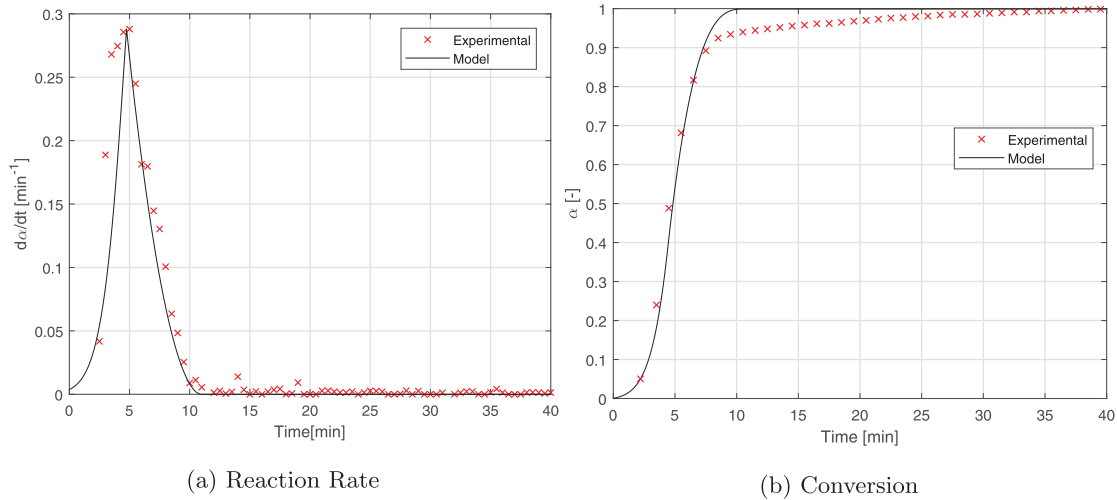 0.3
0.25
0.2
0.15
0.1
0.05
0
dα/dt [min-1]
Experimental
Model
0 5 10 15 20 25 30 35 40
Time[min]
(a) Reaction Rate
1
0.9
0.8
0.7
0.6
0.5
0.4
0.3
0.2
0.1
0
α [-]
Experimental
Model
0 5 10 15 20 25 30 35 40
Time [min]
(b) Conversion